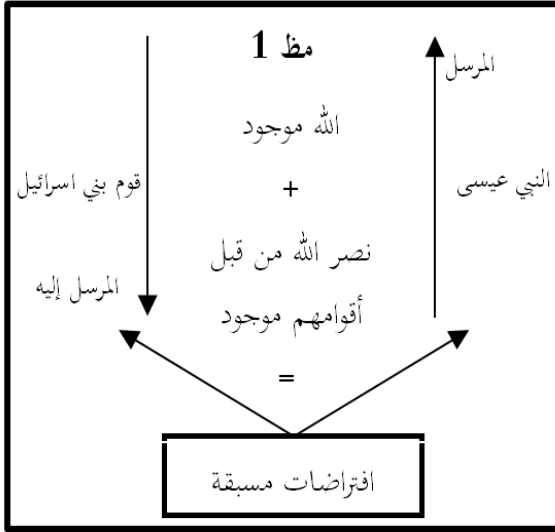 مظ 1
المرسل
الله موجود
النبي عيسى
+
قوم بني اسرائيل
نصر الله من قبل
المرسل إليه
أقوامهم موجود
=
افتراضات مسبقة